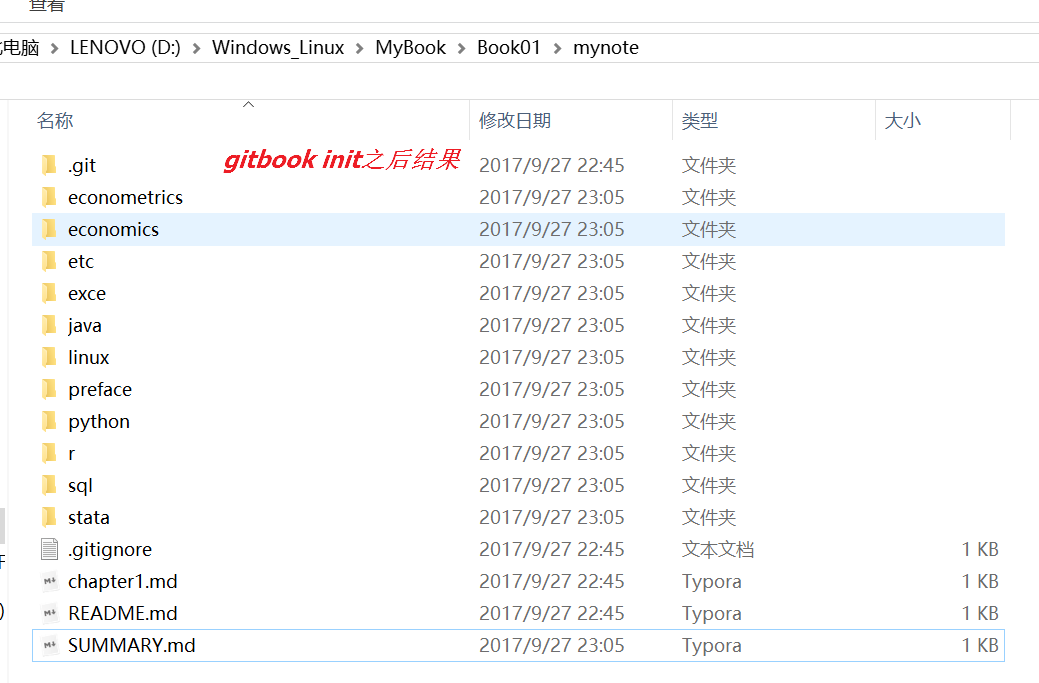 查看
电脑 > LENOVO (D:) > Windows_Linux > MyBook > Book01 > mynote
名称 修改日期 类型 大小
.git gitbook init之后结果 2017/9/27 22:45 文件夹
econometrics 2017/9/27 23:05 文件夹
economics 2017/9/27 23:05 文件夹
etc 2017/9/27 23:05 文件夹
exce 2017/9/27 23:05 文件夹
java 2017/9/27 23:05 文件夹
linux 2017/9/27 23:05 文件夹
preface 2017/9/27 23:05 文件夹
python 2017/9/27 23:05 文件夹
r 2017/9/27 23:05 文件夹
sql 2017/9/27 23:05 文件夹
stata 2017/9/27 23:05 文件夹
.gitignore 2017/9/27 22:45 文本文档 1 KB
chapter1.md 2017/9/27 22:45 Typora 1 KB
README.md 2017/9/27 22:45 Typora 1 KB
SUMMARY.md 2017/9/27 23:05 Typora 1 KB